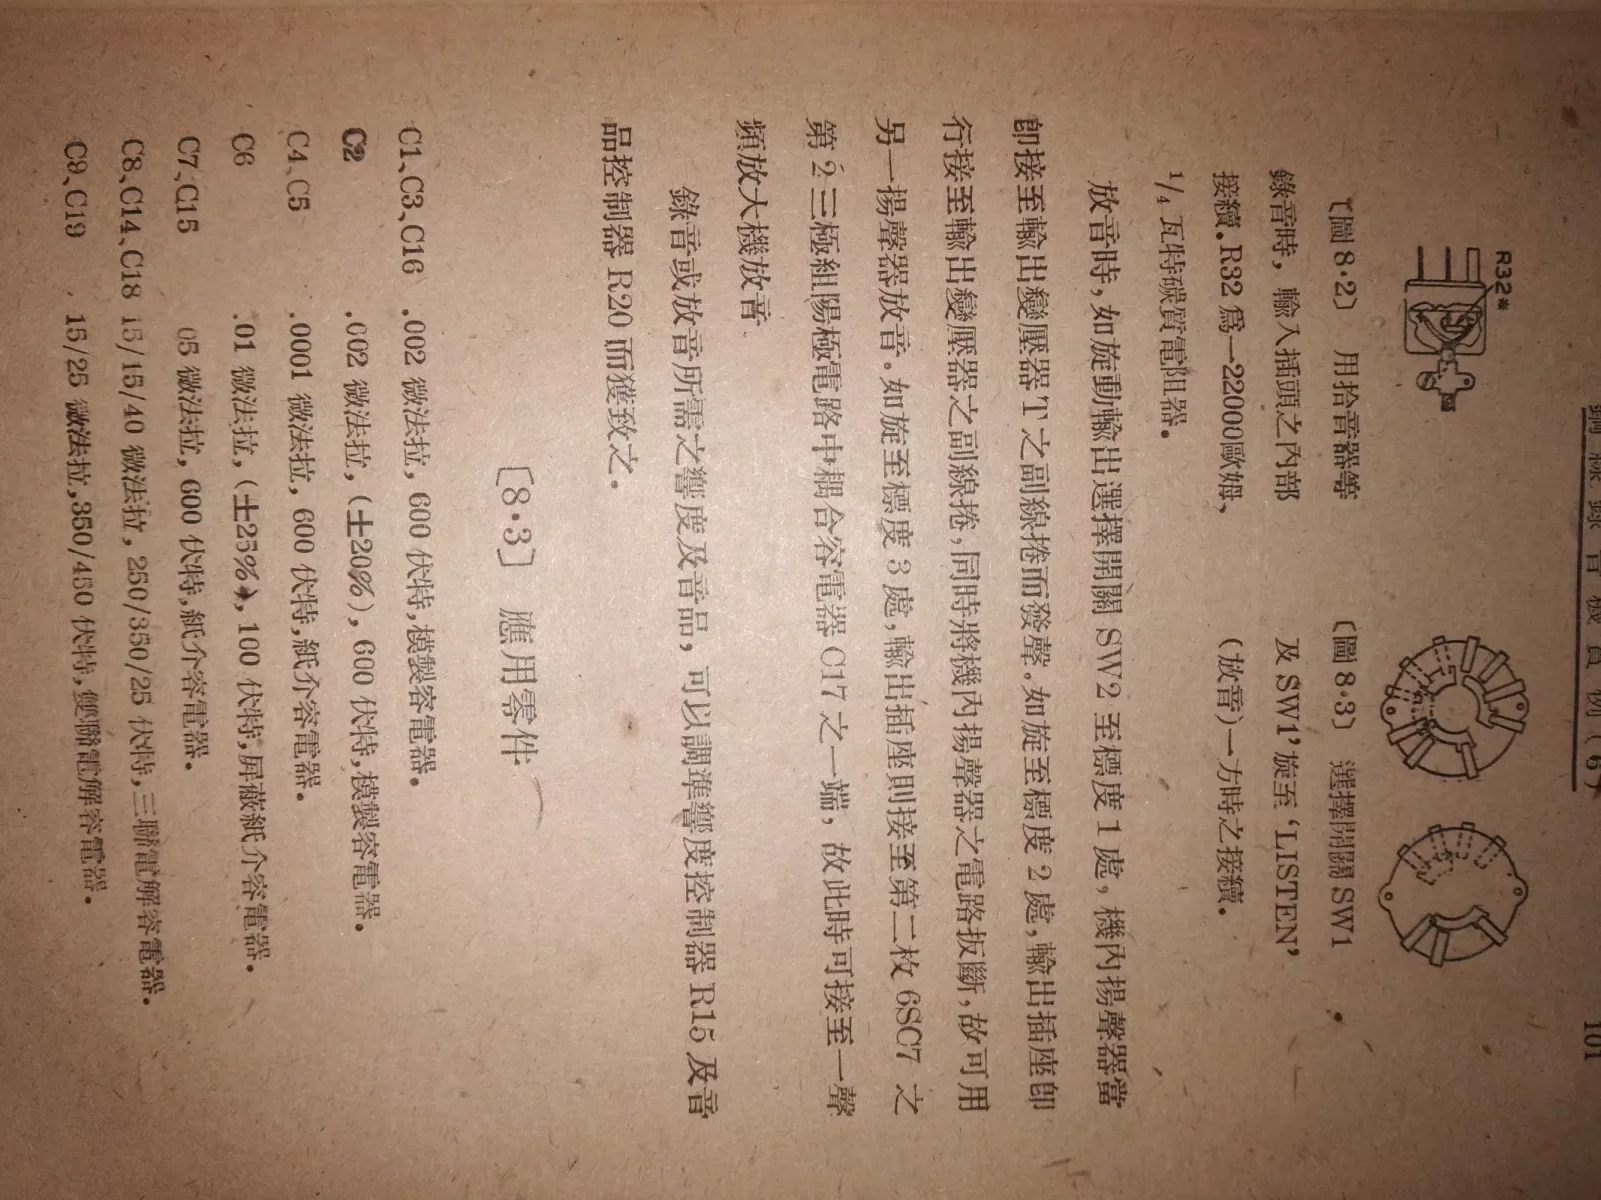 鋼線錄音機實例(6) 101
R32*
〔圖8·2〕 用拾音器等
錄音時，輸入插頭之內部
接續．R32爲一22000歐姆、
1/4瓦特碳質電阻器．
〔圖8·3〕 選擇開關SW1
及SW1’旋至‘LISTEN’
(放音)一方時之接續．
放音時，如旋動輸出選擇開關SW2至標度1處，機內揚聲器當
卽接至輸出變壓器T之副線捲而發聲．如旋至標度2處，輸出插座卽
行接至輸出變壓器之副線捲，同時將機內揚聲器之電路扳斷，故可用
另一揚聲器放音．如旋至標度3處，輸出插座則接至第二枚6SC7之
第2三極組陽極電路中耦合容電器C17之一端，故此時可接至一聲
頻放大機放音．
錄音或放音所需之響度及音品，可以調準響度控制器R15及音
品控制器R20而獲致之．
〔8·3〕 應用零件
C1、C3、C16 .002微法拉，600伏特，模製容電器．
C2 .002微法拉，(±20%)，600伏特，模製容電器．
C4、C5 .0001微法拉，600伏特，紙介容電器．
C6 .01微法拉，(±25%)，100伏特，屛蔽紙介容電器．
C7、C15 05微法拉，600伏特，紙介容電器．
C8、C14、C18 15/15/40微法拉，250/350/25伏特，三聯電解容電器．
C9、C19 15/25微法拉，350/450伏特，雙聯電解容電器．